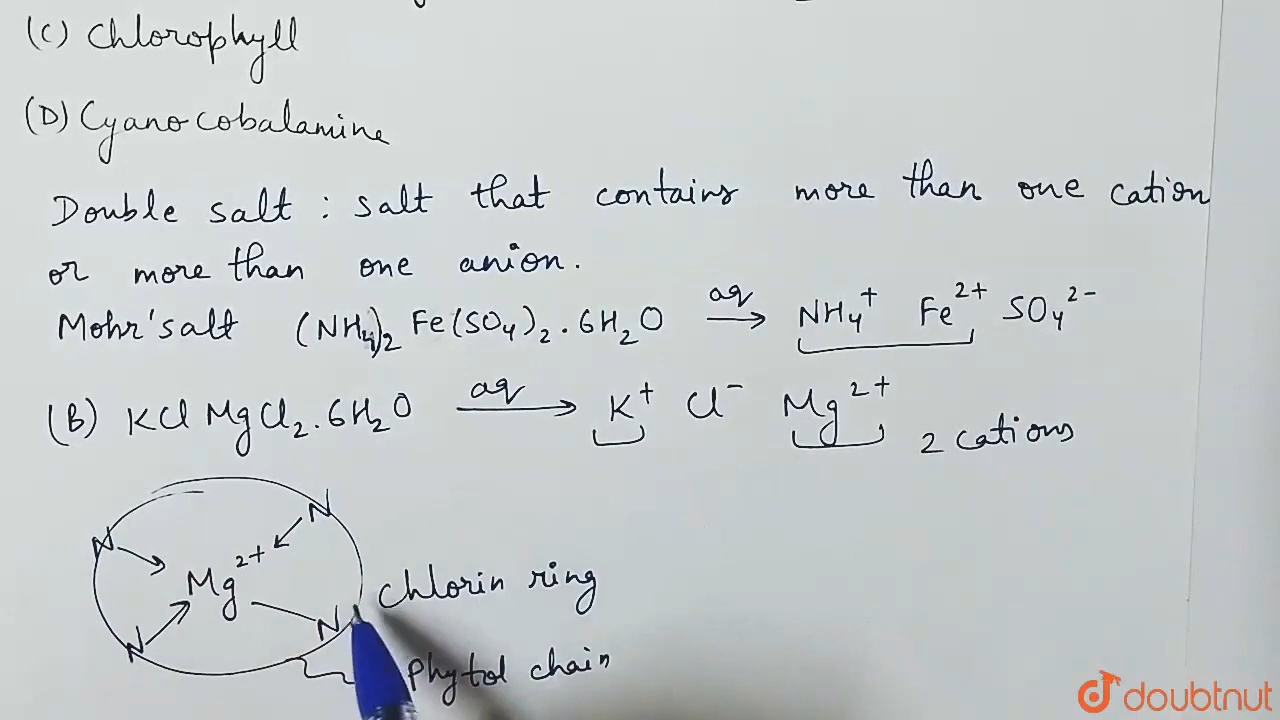 (C) Chlorophyll
(D) Cyanocobalamine
Double salt : salt that contains more than one cation
or more than one anion.
Mohr's salt (NH₄)₂ Fe(SO₄)₂.6H₂O aq→ NH₄⁺ Fe²⁺ SO₄²⁻
(B) KCl MgCl₂.6H₂O aq→ K⁺ Cl⁻ Mg²⁺ 2 cations
N N
Mg²⁺
Chlorin ring
N N
Phytol chain
doubtnut